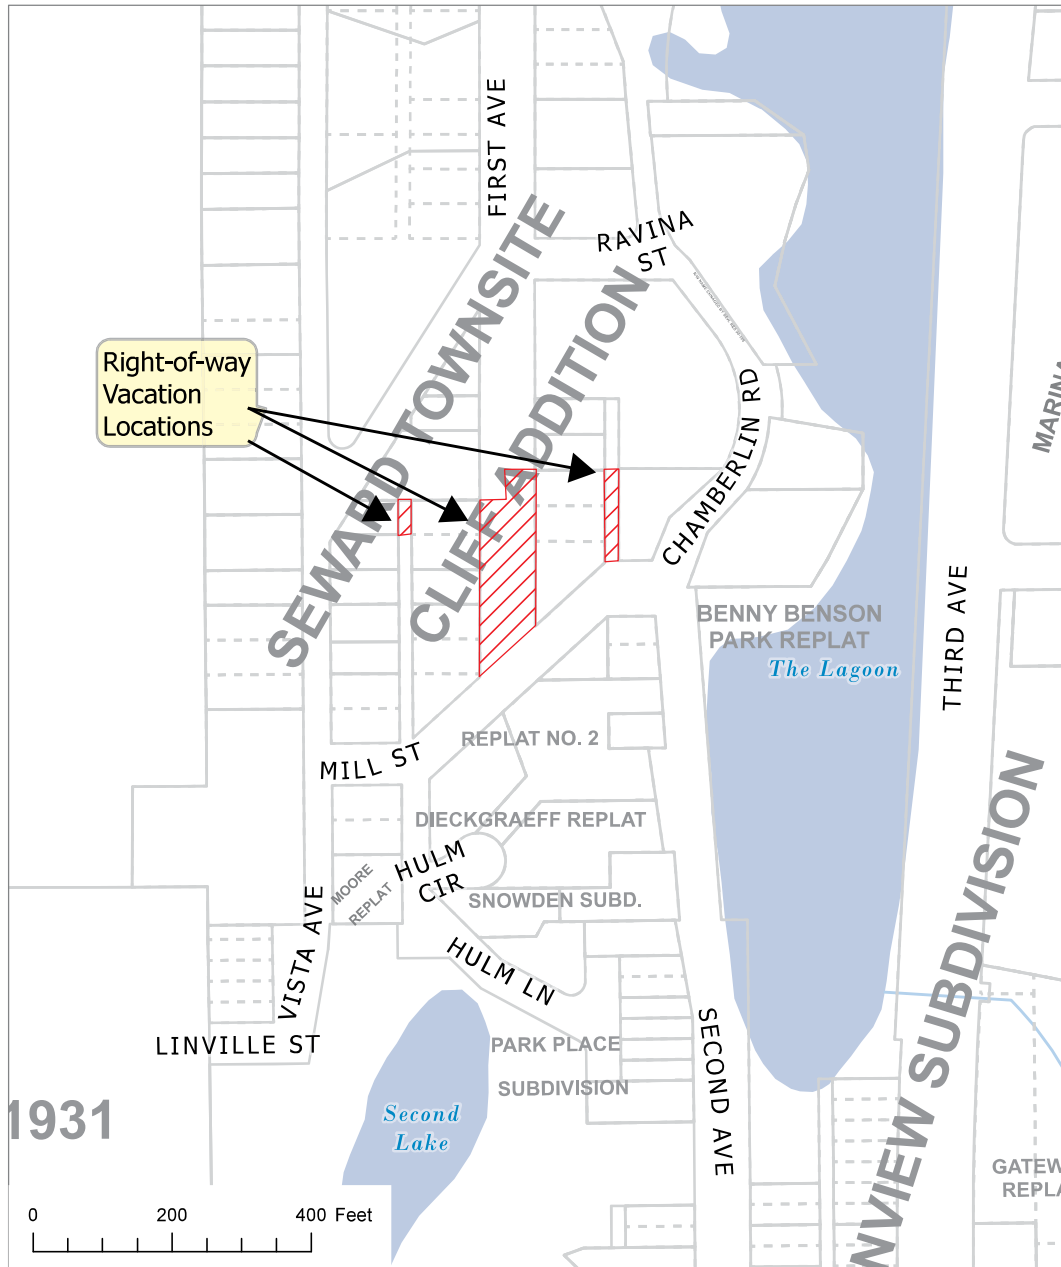 FIRST AVE
RAVINA
ST
SEWARD TOWNSITE
CLIFF ADDITION
Right-of-way
Vacation
Locations
CHAMBERLIN RD
MARINA
BENNY BENSON
PARK REPLAT
The Lagoon
THIRD AVE
REPLAT NO. 2
MILL ST
DIECKGRAEFF REPLAT
HULM
CIR
MOORE
REPLAT
SNOWDEN SUBD.
VISTA AVE
HULM LN
LINVILLE ST
PARK PLACE
SUBDIVISION
SECOND AVE
NVIEW SUBDIVISION
1931
Second
Lake
GATEW
REPLA
0 200 400 Feet